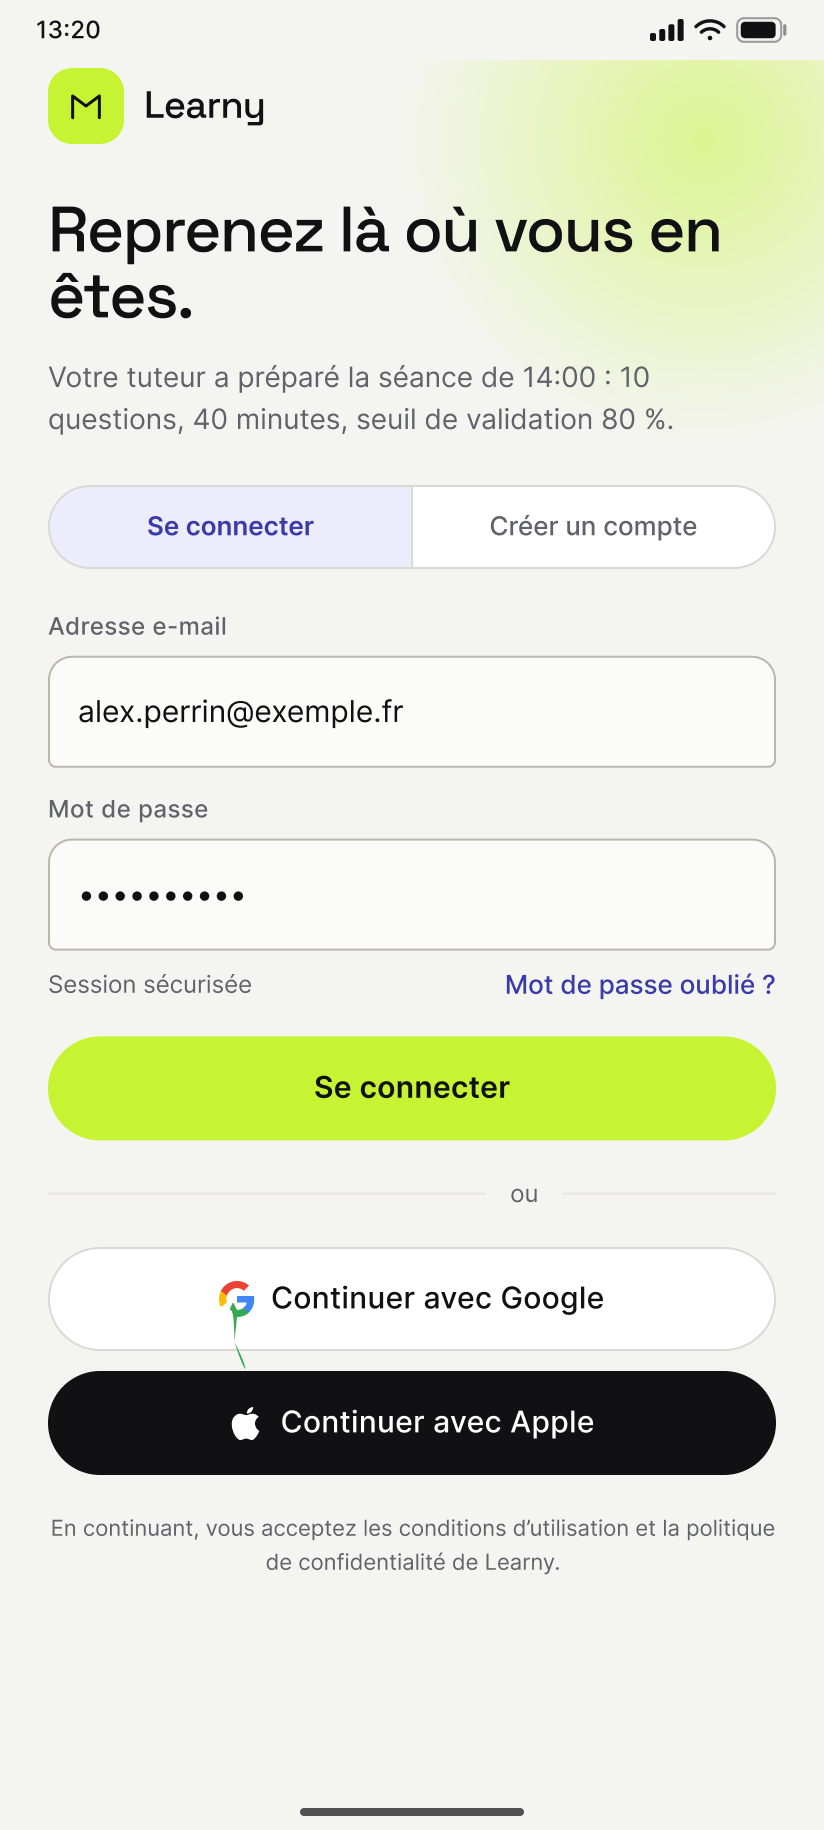 13:20
Learny
Reprenez là où vous en
êtes.
Votre tuteur a préparé la séance de 14:00 : 10
questions, 40 minutes, seuil de validation 80 %.
Se connecter
Créer un compte
Adresse e-mail
alex.perrin@exemple.fr
Mot de passe
••••••••••
Session sécurisée
Mot de passe oublié ?
Se connecter
ou
Continuer avec Google
Continuer avec Apple
En continuant, vous acceptez les conditions d’utilisation et la politique
de confidentialité de Learny.